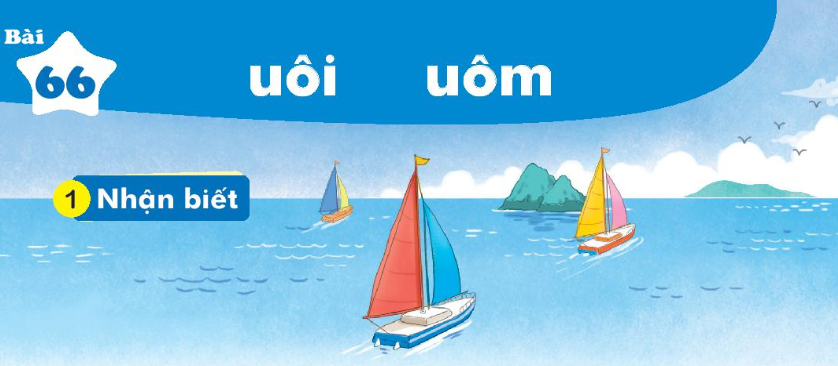 Bài
66
uôi uôm
1 Nhận biết